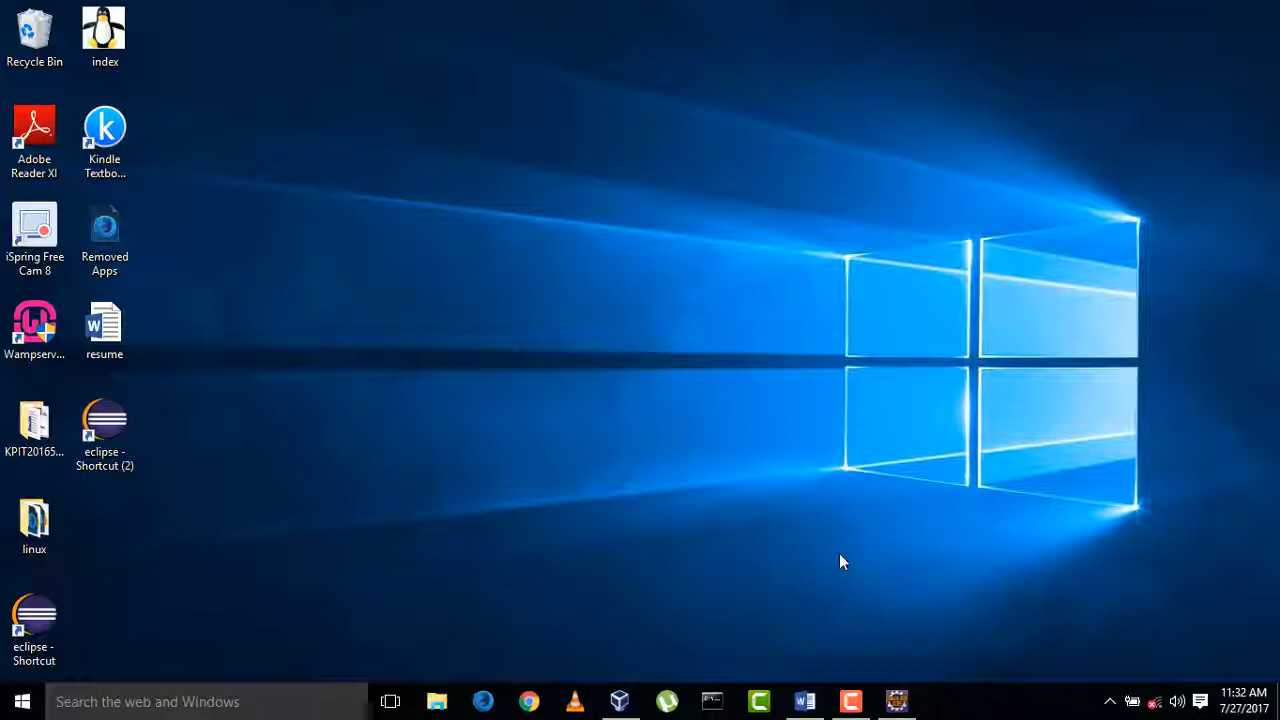 Recycle Bin
index
Adobe
Reader XI
Kindle
Textbo...
iSpring Free
Cam 8
Removed
Apps
Wampserv...
resume
KPIT20165...
eclipse -
Shortcut (2)
linux
eclipse -
Shortcut
Search the web and Windows
11:32 AM
7/27/2017